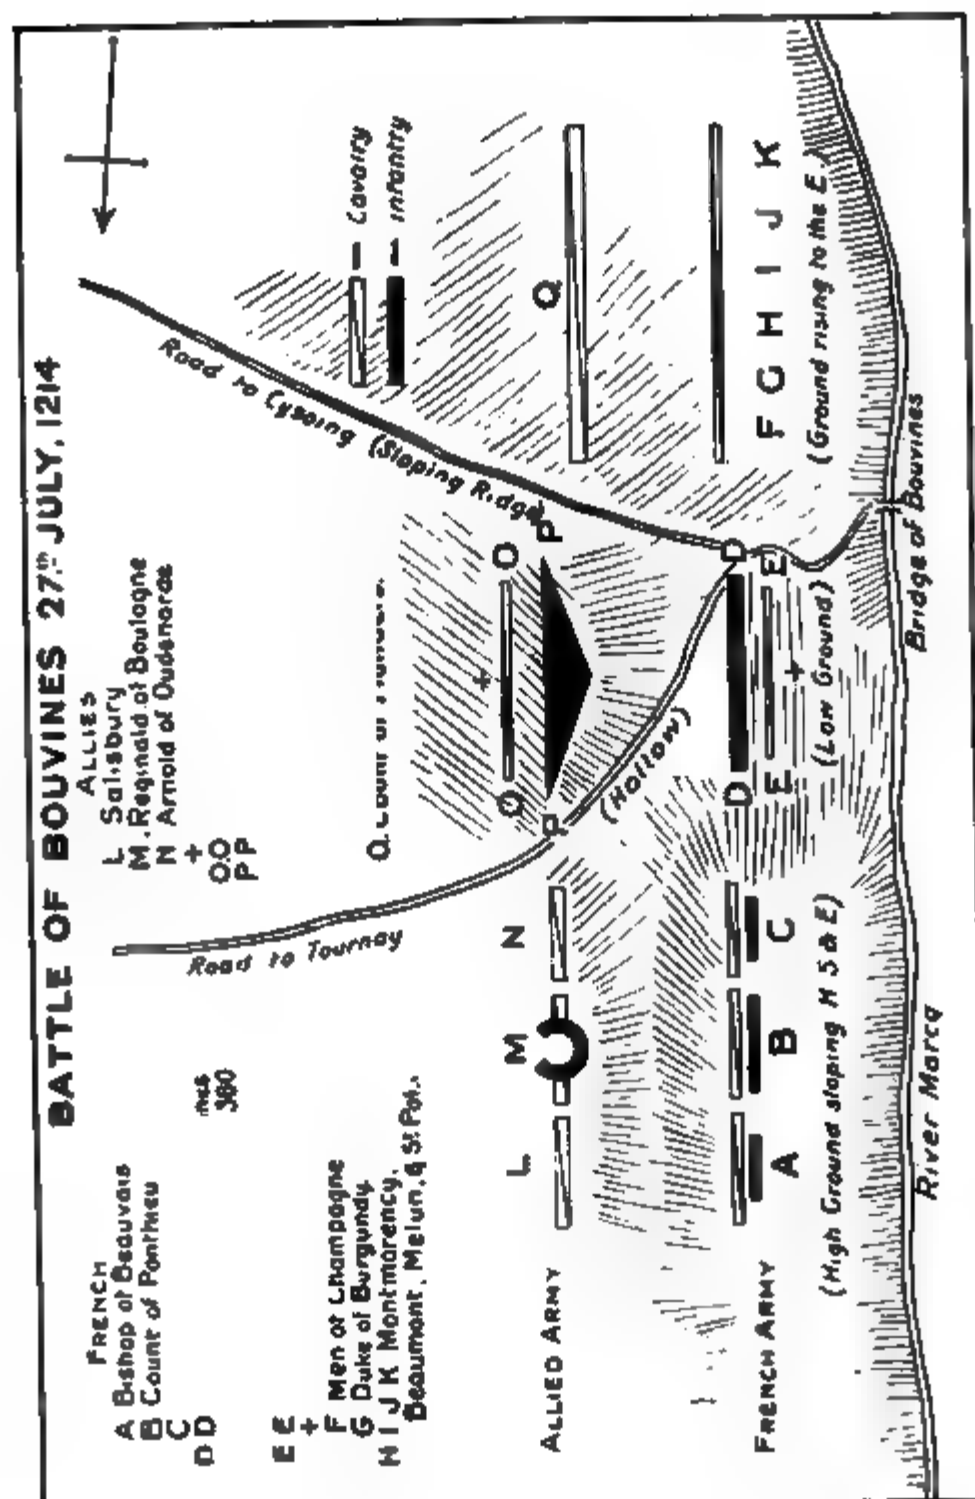 BATTLE OF BOUVINES 27TH JULY, 1214
FRENCH
A Bishop of Beauvais
B Count of Ponthieu
C
DD
EE
+
F Men of Champagne
G Duke of Burgundy.
H I J K Montmorency,
Beaumont, Melun, & St Pol.
ALLIES
L Salisbury
M. Reginald of Boulogne
N Arnold of Oudenarde
+
O.O
P P
Q. Count of
Cavalry
Infantry
Road to Tournay
Road to Cysoing (Sloping Ridge)
ALLIED ARMY
L M N
O O
P P
Q
(Hollow)
FRENCH ARMY
A B C
D D
E E
F G H I J K
(High Ground sloping N S & E)
(Low Ground)
(Ground rising to the E.)
River Marcq
Bridge of Bouvines